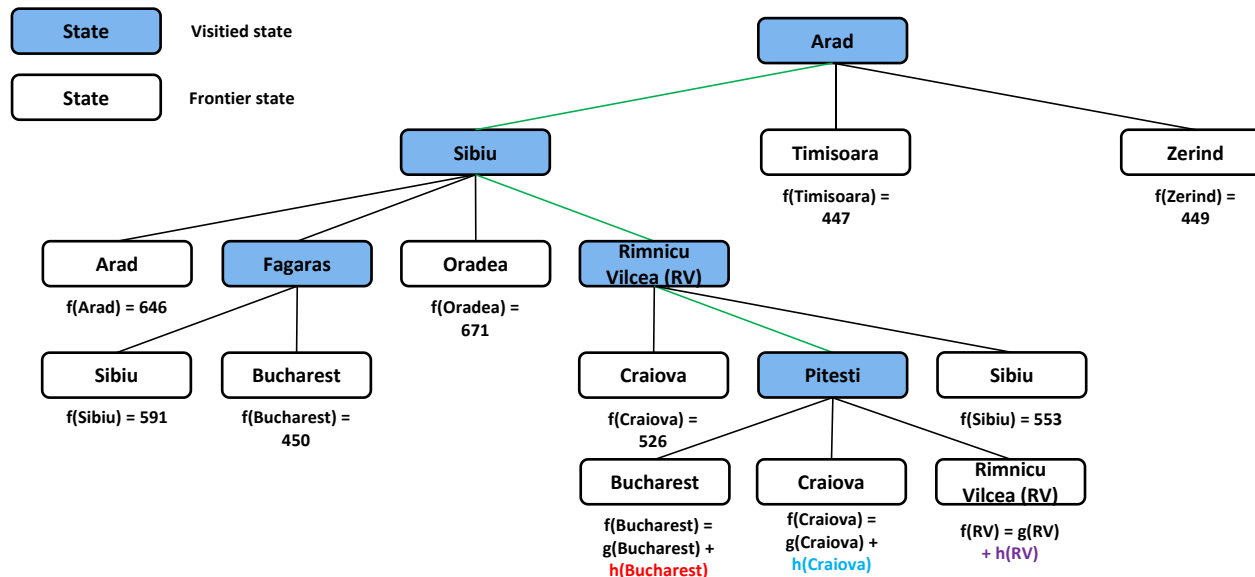 State
Visitied state
State
Frontier state
Arad
Sibiu
Timisoara
Zerind
f(Timisoara) =
447
f(Zerind) =
449
Arad
Fagaras
Oradea
Rimnicu
Vilcea (RV)
f(Arad) = 646
f(Oradea) =
671
Sibiu
Bucharest
Craiova
Pitesti
Sibiu
f(Sibiu) = 591
f(Bucharest) =
450
f(Craiova) =
526
f(Sibiu) = 553
Bucharest
Craiova
Rimnicu
Vilcea (RV)
f(Bucharest) =
g(Bucharest) +
h(Bucharest)
f(Craiova) =
g(Craiova) +
h(Craiova)
f(RV) = g(RV)
+ h(RV)